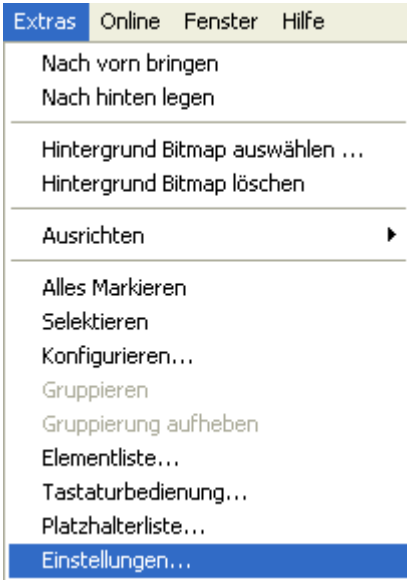 Extras Online Fenster Hilfe
Nach vorn bringen
Nach hinten legen
Hintergrund Bitmap auswählen ...
Hintergrund Bitmap löschen
Ausrichten
Alles Markieren
Selektieren
Konfigurieren...
Gruppieren
Gruppierung aufheben
Elementliste...
Tastaturbedienung...
Platzhalterliste...
Einstellungen...